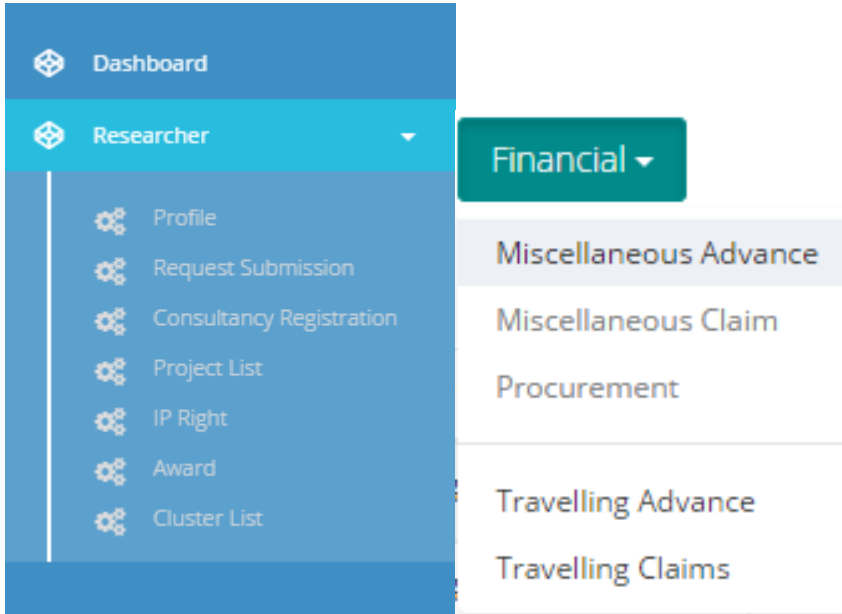 Dashboard
Researcher
Profile
Request Submission
Consultancy Registration
Project List
IP Right
Award
Cluster List
Financial
Miscellaneous Advance
Miscellaneous Claim
Procurement
Travelling Advance
Travelling Claims